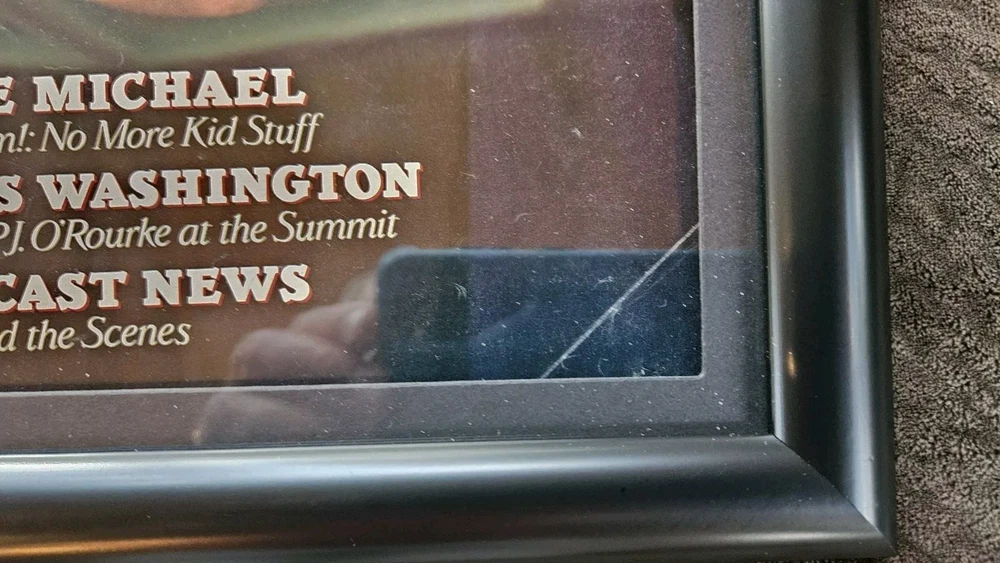 E MICHAEL
m!: No More Kid Stuff
S WASHINGTON
P.J. O'Rourke at the Summit
CAST NEWS
d the Scenes